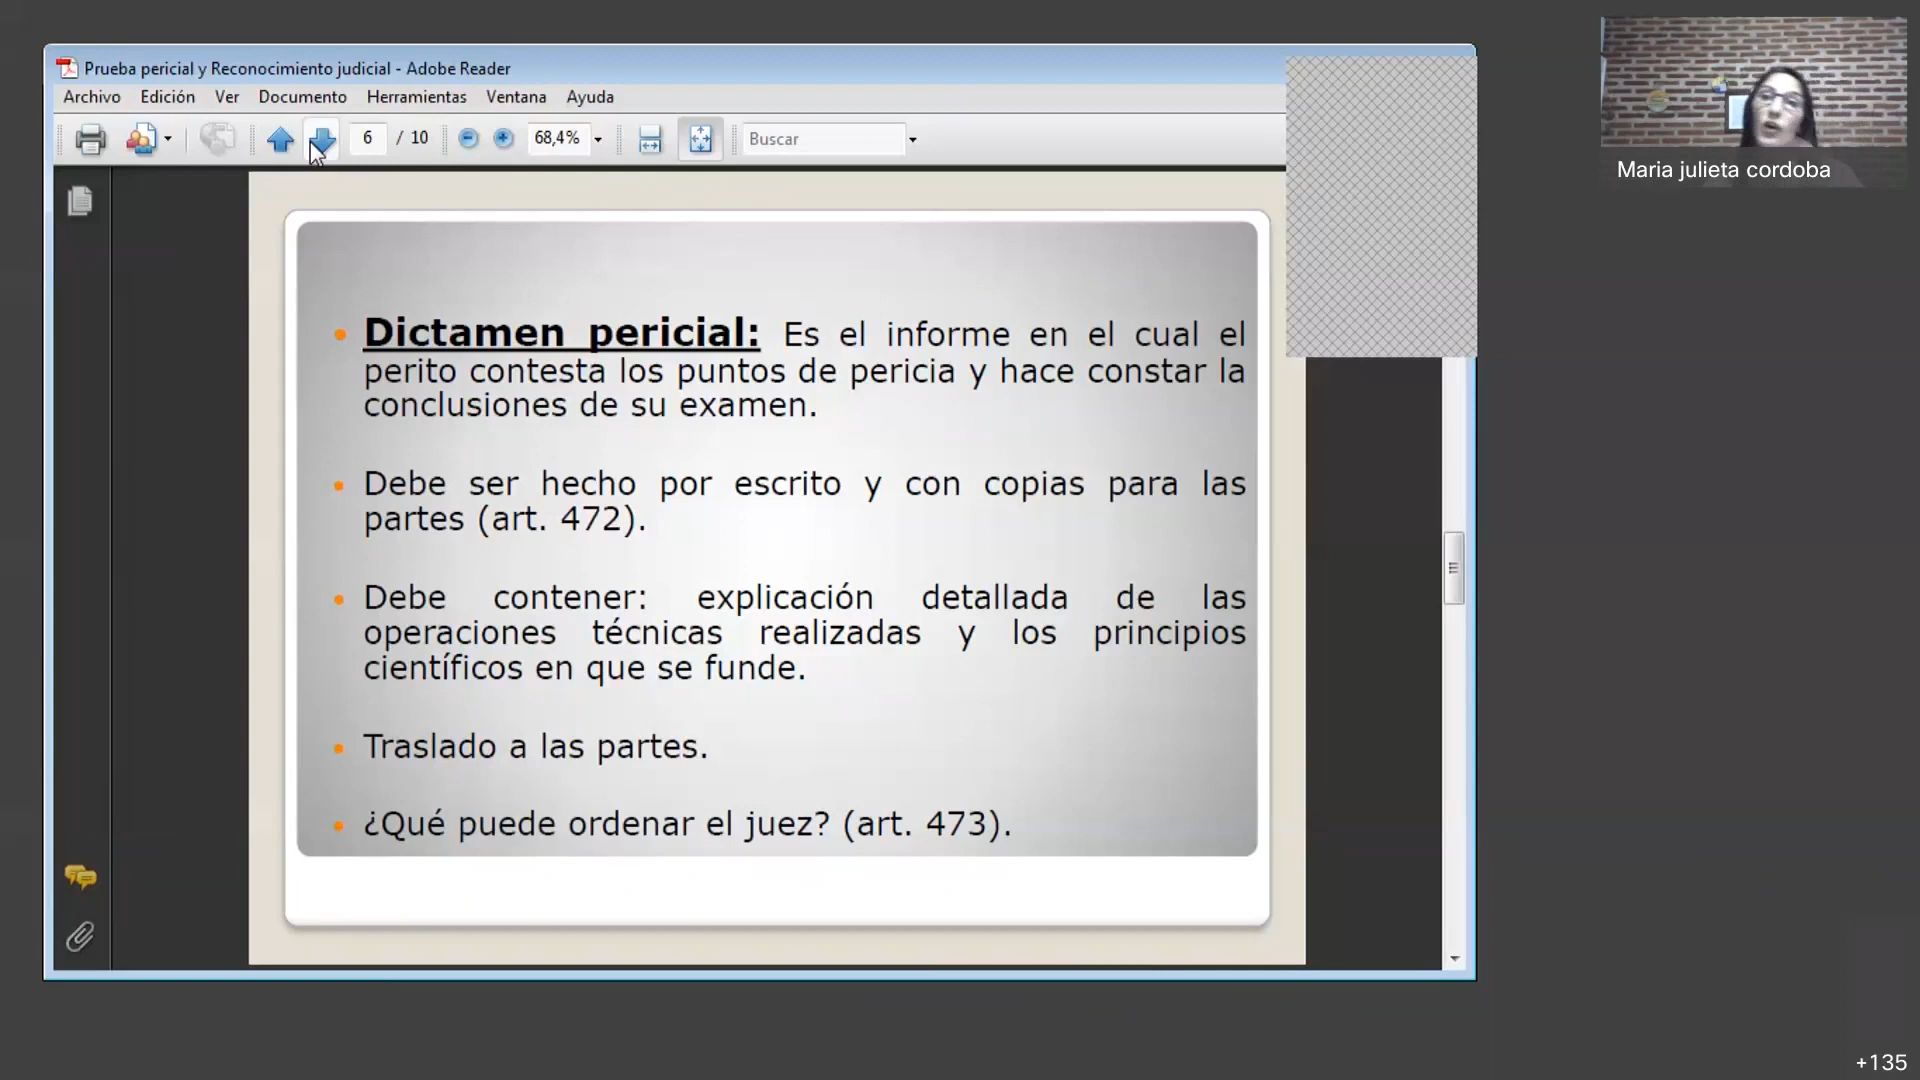 Prueba pericial y Reconocimiento judicial - Adobe Reader
Archivo Edición Ver Documento Herramientas Ventana Ayuda
6 / 10 68,4% Buscar
Maria julieta cordoba
• Dictamen pericial: Es el informe en el cual el
perito contesta los puntos de pericia y hace constar la
conclusiones de su examen.
• Debe ser hecho por escrito y con copias para las
partes (art. 472).
• Debe contener: explicación detallada de las
operaciones técnicas realizadas y los principios
científicos en que se funde.
• Traslado a las partes.
• ¿Qué puede ordenar el juez? (art. 473).
+135